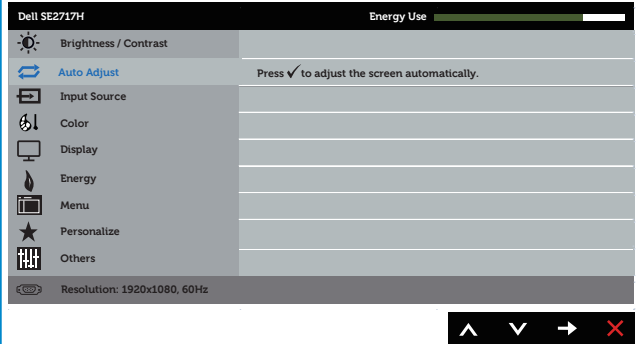 Dell SE2717H Energy Use
Brightness / Contrast
Auto Adjust Press ✓ to adjust the screen automatically.
Input Source
Color
Display
Energy
Menu
Personalize
Others
Resolution: 1920x1080, 60Hz